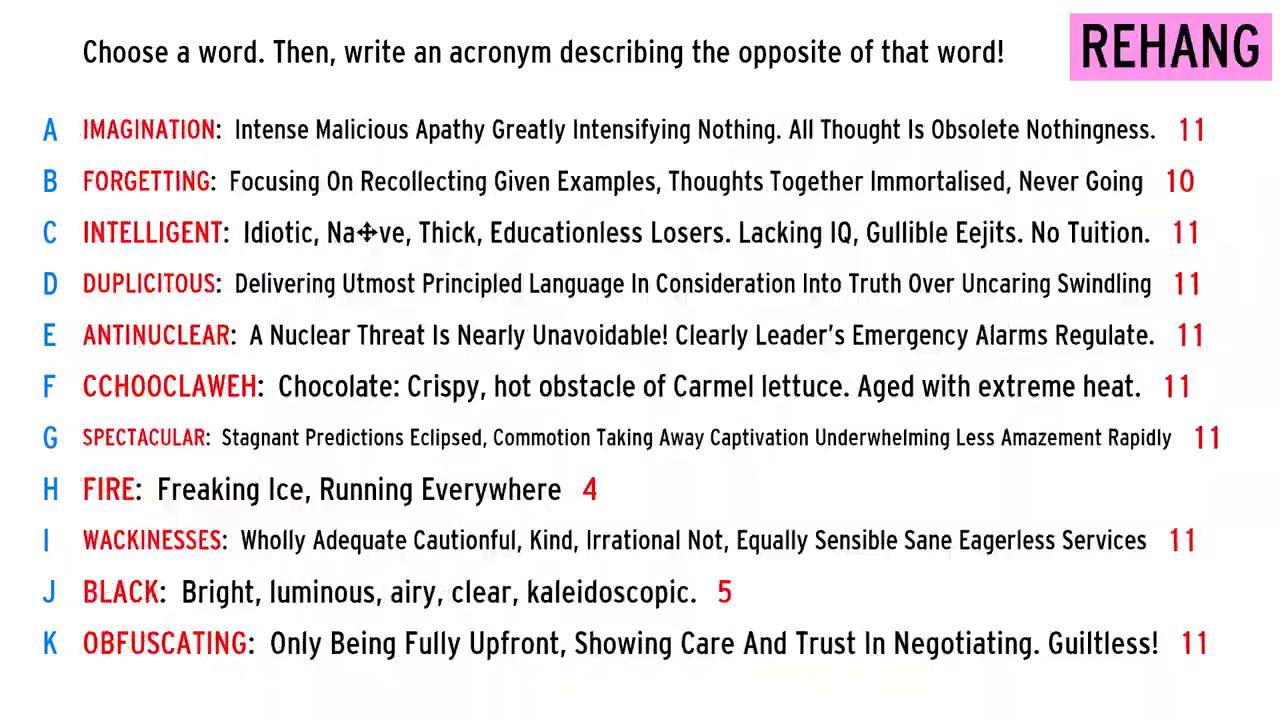 Choose a word. Then, write an acronym describing the opposite of that word!
REHANG
A IMAGINATION: Intense Malicious Apathy Greatly Intensifying Nothing. All Thought Is Obsolete Nothingness. 11
B FORGETTING: Focusing On Recollecting Given Examples, Thoughts Together Immortalised, Never Going 10
C INTELLIGENT: Idiotic, Na✥ve, Thick, Educationless Losers. Lacking IQ, Gullible Eejits. No Tuition. 11
D DUPLICITOUS: Delivering Utmost Principled Language In Consideration Into Truth Over Uncaring Swindling 11
E ANTINUCLEAR: A Nuclear Threat Is Nearly Unavoidable! Clearly Leader's Emergency Alarms Regulate. 11
F CCHOOCLAWEH: Chocolate: Crispy, hot obstacle of Carmel lettuce. Aged with extreme heat. 11
G SPECTACULAR: Stagnant Predictions Eclipsed, Commotion Taking Away Captivation Underwhelming Less Amazement Rapidly 11
H FIRE: Freaking Ice, Running Everywhere 4
I WACKINESSES: Wholly Adequate Cautionful, Kind, Irrational Not, Equally Sensible Sane Eagerless Services 11
J BLACK: Bright, luminous, airy, clear, kaleidoscopic. 5
K OBFUSCATING: Only Being Fully Upfront, Showing Care And Trust In Negotiating. Guiltless! 11